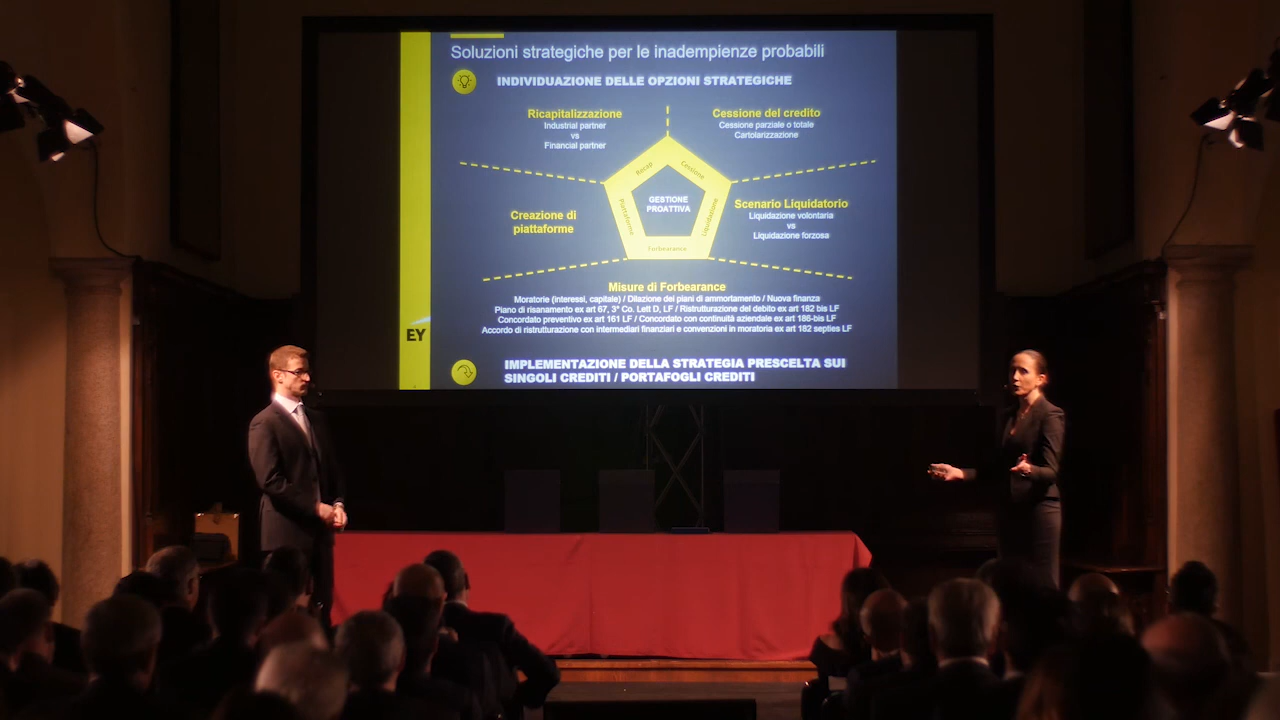 Soluzioni strategiche per le inadempienze probabili
INDIVIDUAZIONE DELLE OPZIONI STRATEGICHE
Ricapitalizzazione
Industrial partner
vs
Financial partner
Cessione del credito
Cessione parziale o totale
Cartolarizzazione
Recap
Cessione
GESTIONE
PROATTIVA
Piattaforme
Liquidazione
Forbearance
Creazione di
piattaforme
Scenario Liquidatorio
Liquidazione volontaria
vs
Liquidazione forzosa
Misure di Forbearance
Moratorie (interessi, capitale) / Dilazione dei piani di ammortamento / Nuova finanza
Piano di risanamento ex art 67, 3° Co. Lett D, LF / Ristrutturazione del debito ex art 182 bis LF
Concordato preventivo ex art 161 LF / Concordato con continuità aziendale ex art 186-bis LF
Accordo di ristrutturazione con intermediari finanziari e convenzioni in moratoria ex art 182 septies LF
EY
IMPLEMENTAZIONE DELLA STRATEGIA PRESCELTA SUI
SINGOLI CREDITI / PORTAFOGLI CREDITI